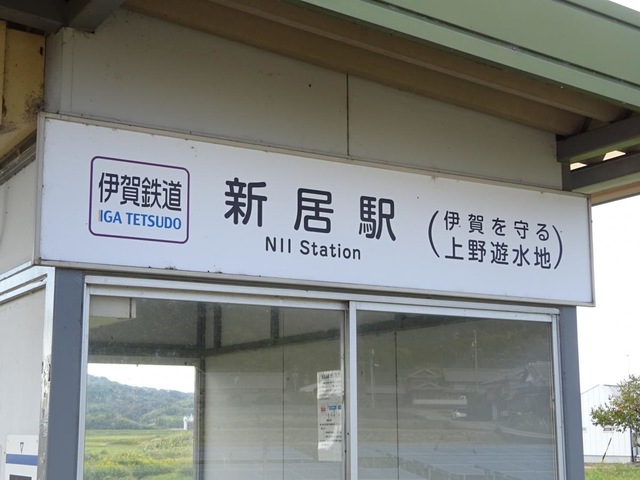 伊賀鉄道
IGA TETSUDO
新居駅
NII Station
(伊賀を守る
上野遊水地)